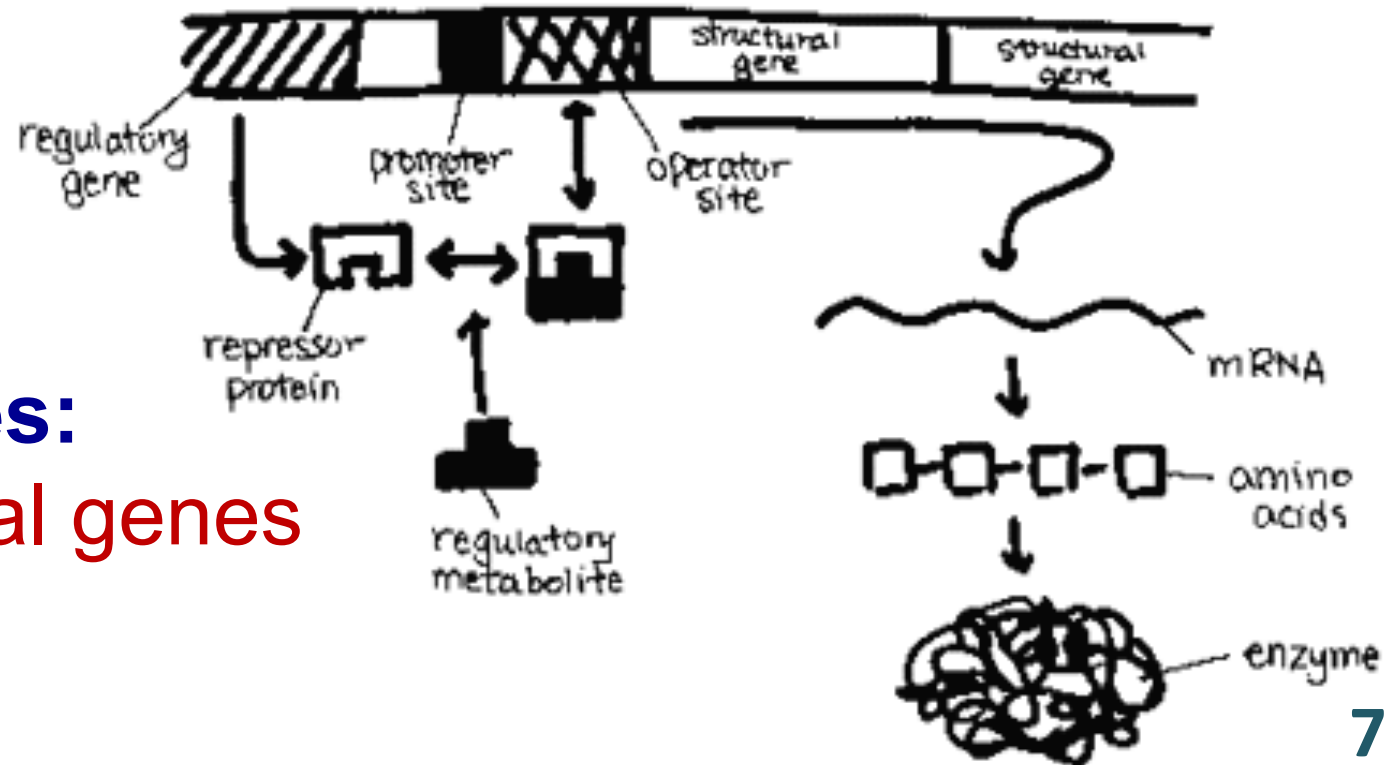 structural
gene
structural
gene
regulatory
gene
promoter
site
operator
site
repressor
protein
mRNA
es:
al genes
amino
acids
regulatory
metabolite
enzyme
7